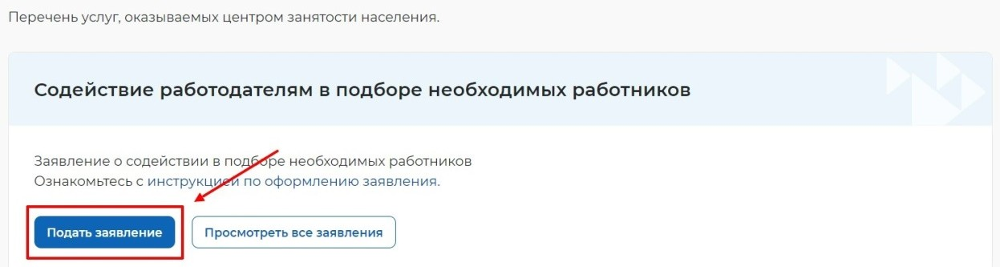 Перечень услуг, оказываемых центром занятости населения.
Содействие работодателям в подборе необходимых работников
Заявление о содействии в подборе необходимых работников
Ознакомьтесь с инструкцией по оформлению заявления.
Подать заявление
Просмотреть все заявления